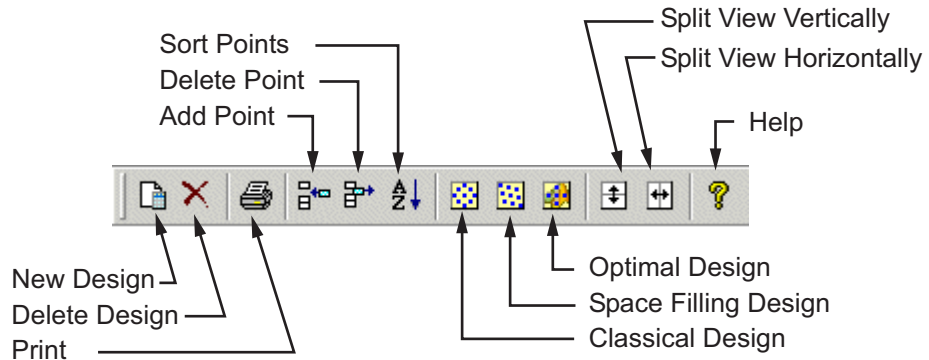 Split View Vertically
Sort Points
Split View Horizontally
Delete Point
Add Point
Help
A
Z
?
New Design
Optimal Design
Delete Design
Space Filling Design
Print
Classical Design